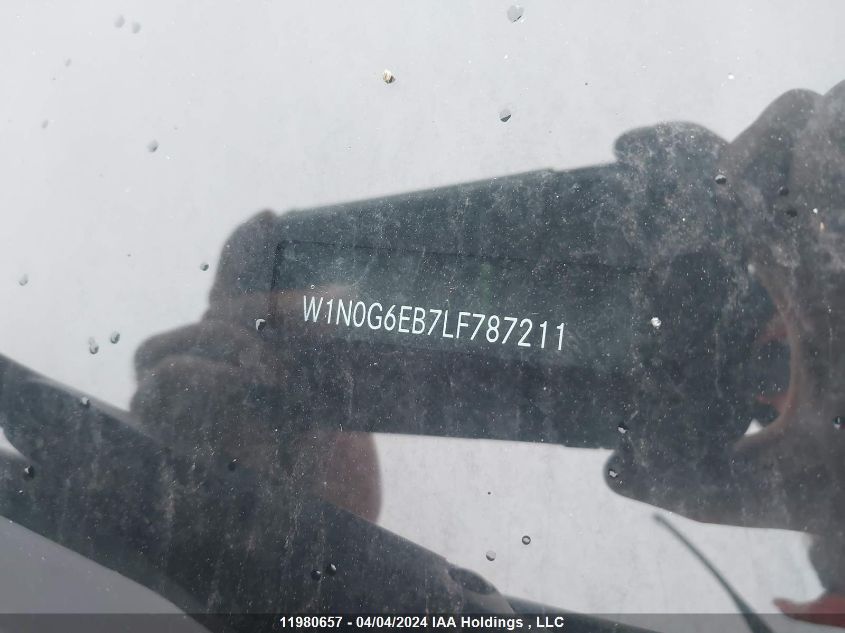 W1N0G6EB7LF787211
11980657 - 04/04/2024 IAA Holdings , LLC